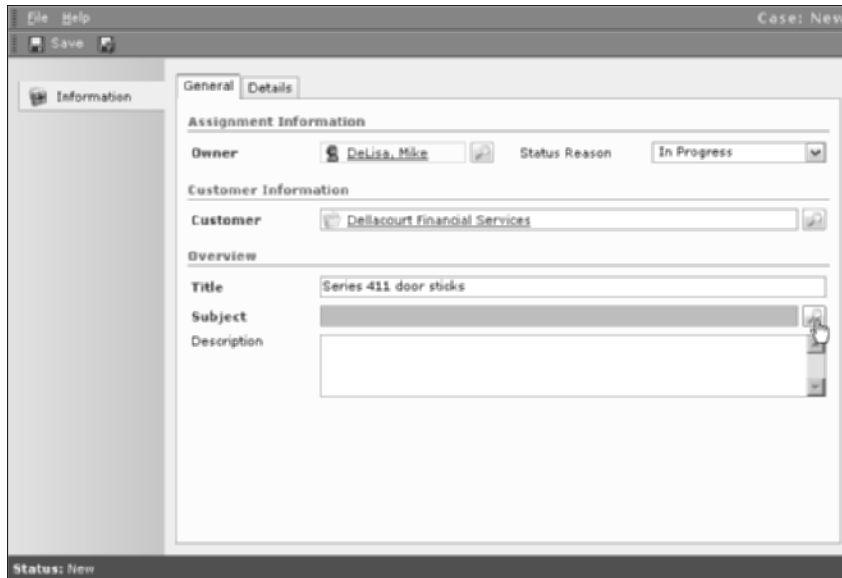 File Help
Case: New
Save
Information
General Details
Assignment Information
Owner DeLisa, Mike Status Reason In Progress
Customer Information
Customer Dellacourt Financial Services
Overview
Title Series 411 door sticks
Subject
Description
Status: New